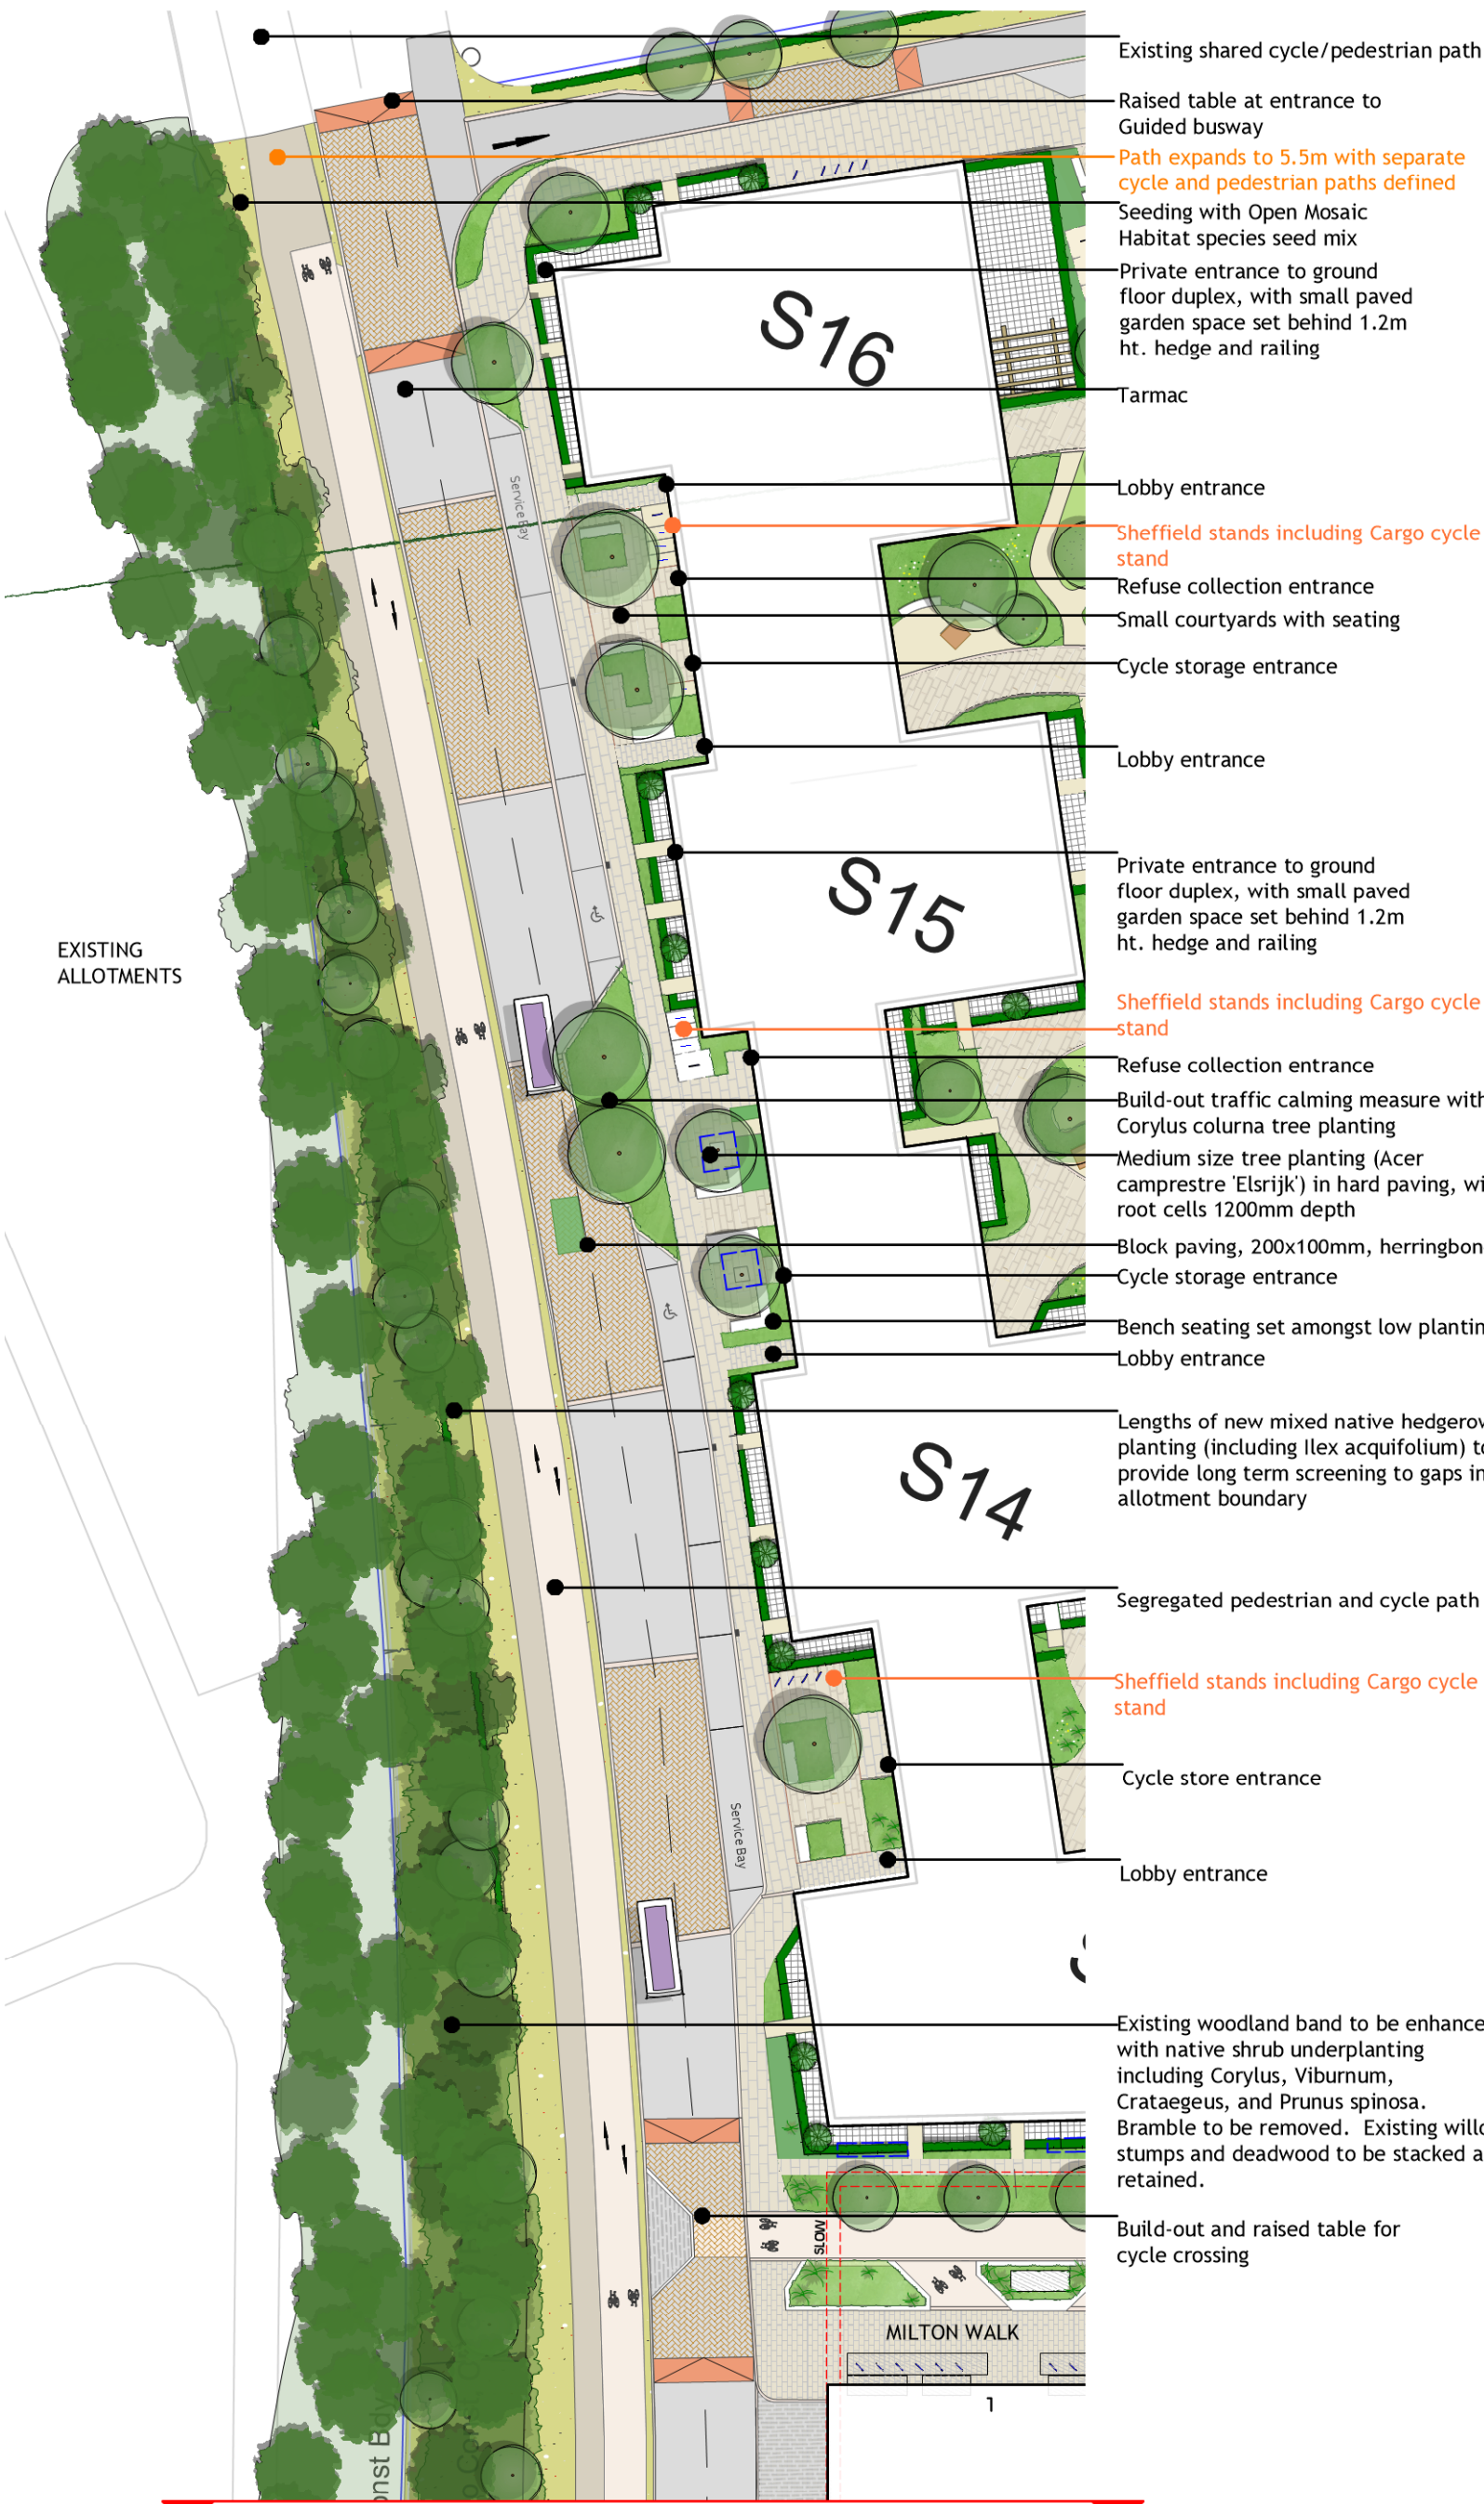 Existing shared cycle/pedestrian path
Raised table at entrance to
Guided busway
Path expands to 5.5m with separate
cycle and pedestrian paths defined
Seeding with Open Mosaic
Habitat species seed mix
Private entrance to ground
floor duplex, with small paved
garden space set behind 1.2m
ht. hedge and railing
S16
Tarmac
Service Bay
Lobby entrance
Sheffield stands including Cargo cycle
stand
Refuse collection entrance
Small courtyards with seating
Cycle storage entrance
Lobby entrance
Private entrance to ground
floor duplex, with small paved
garden space set behind 1.2m
ht. hedge and railing
S15
EXISTING
ALLOTMENTS
Sheffield stands including Cargo cycle
stand
Refuse collection entrance
Build-out traffic calming measure with
Corylus colurna tree planting
Medium size tree planting (Acer
camprestre 'Elsrijk') in hard paving, wi
root cells 1200mm depth
Block paving, 200x100mm, herringbon
Cycle storage entrance
Bench seating set amongst low plantin
Lobby entrance
Lengths of new mixed native hedgerow
planting (including Ilex acquifolium) to
provide long term screening to gaps in
allotment boundary
S14
Segregated pedestrian and cycle path
Sheffield stands including Cargo cycle
stand
Cycle store entrance
Service Bay
Lobby entrance
Existing woodland band to be enhance
with native shrub underplanting
including Corylus, Viburnum,
Crataegeus, and Prunus spinosa.
Bramble to be removed. Existing willo
stumps and deadwood to be stacked a
retained.
SLOW
Build-out and raised table for
cycle crossing
MILTON WALK
1
onst Bdy